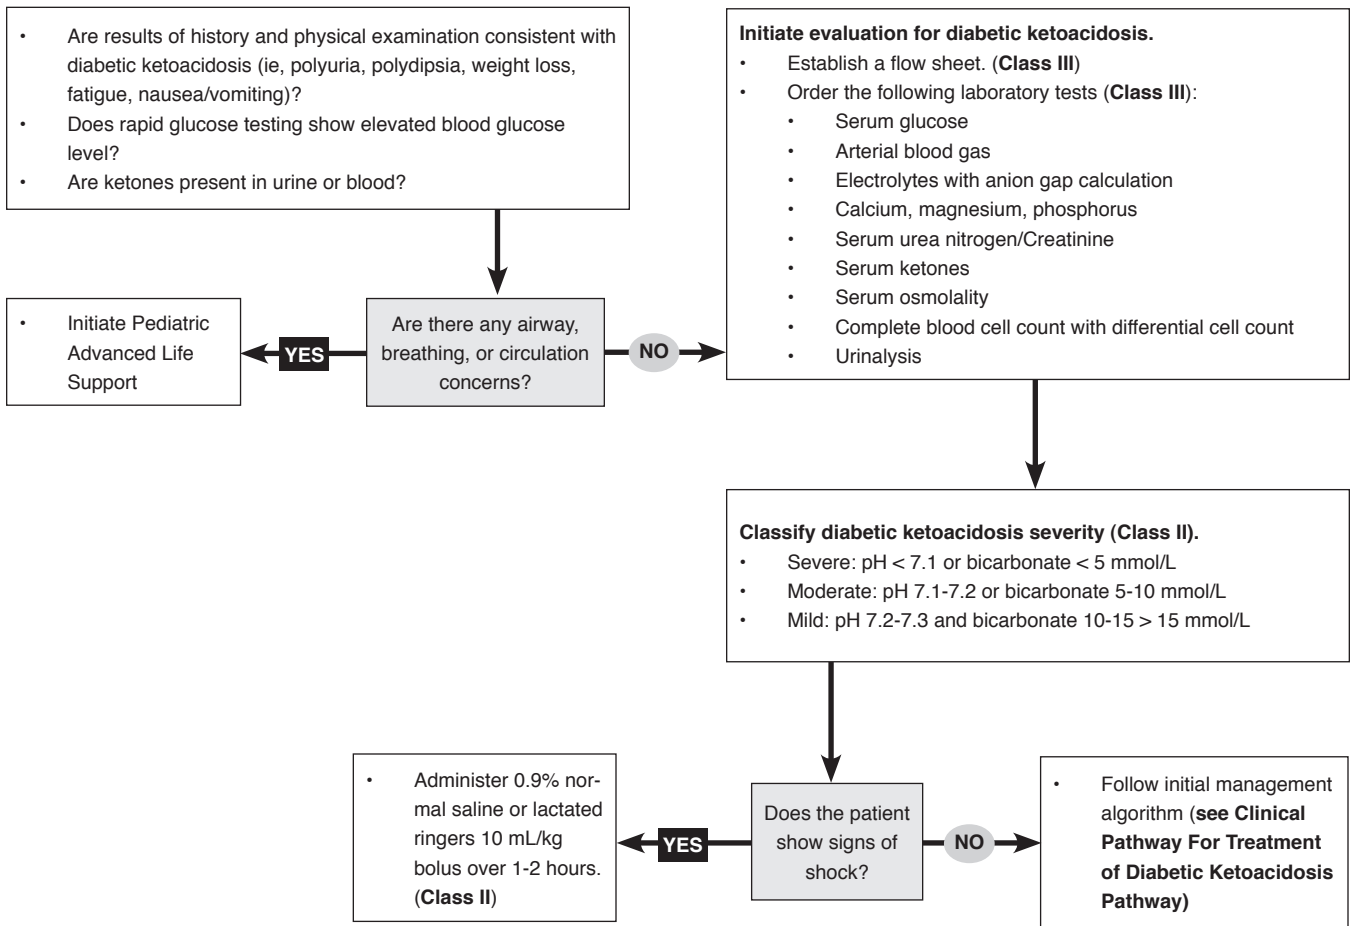 • Are results of history and physical examination consistent with
diabetic ketoacidosis (ie, polyuria, polydipsia, weight loss,
fatigue, nausea/vomiting)?
• Does rapid glucose testing show elevated blood glucose
level?
• Are ketones present in urine or blood?
Initiate evaluation for diabetic ketoacidosis.
• Establish a flow sheet. (Class III)
• Order the following laboratory tests (Class III):
• Serum glucose
• Arterial blood gas
• Electrolytes with anion gap calculation
• Calcium, magnesium, phosphorus
• Serum urea nitrogen/Creatinine
• Serum ketones
• Serum osmolality
• Complete blood cell count with differential cell count
• Urinalysis
• Initiate Pediatric
Advanced Life
Support
YES
Are there any airway,
breathing, or circulation
concerns?
NO
Classify diabetic ketoacidosis severity (Class II).
• Severe: pH < 7.1 or bicarbonate < 5 mmol/L
• Moderate: pH 7.1-7.2 or bicarbonate 5-10 mmol/L
• Mild: pH 7.2-7.3 and bicarbonate 10-15 > 15 mmol/L
• Administer 0.9% nor-
mal saline or lactated
ringers 10 mL/kg
bolus over 1-2 hours.
(Class II)
YES
Does the patient
show signs of
shock?
NO
• Follow initial management
algorithm (see Clinical
Pathway For Treatment
of Diabetic Ketoacidosis
Pathway)